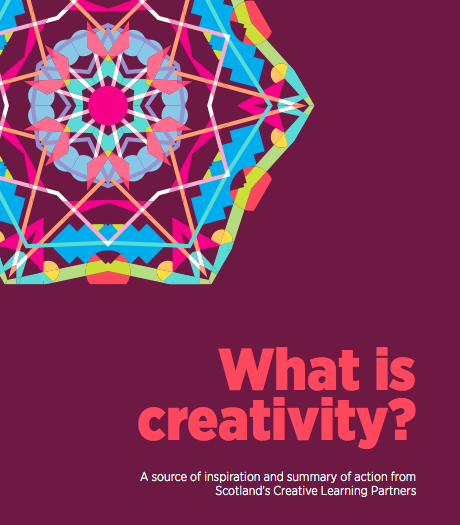 What is
creativity?
A source of inspiration and summary of action from
Scotland's Creative Learning Partners